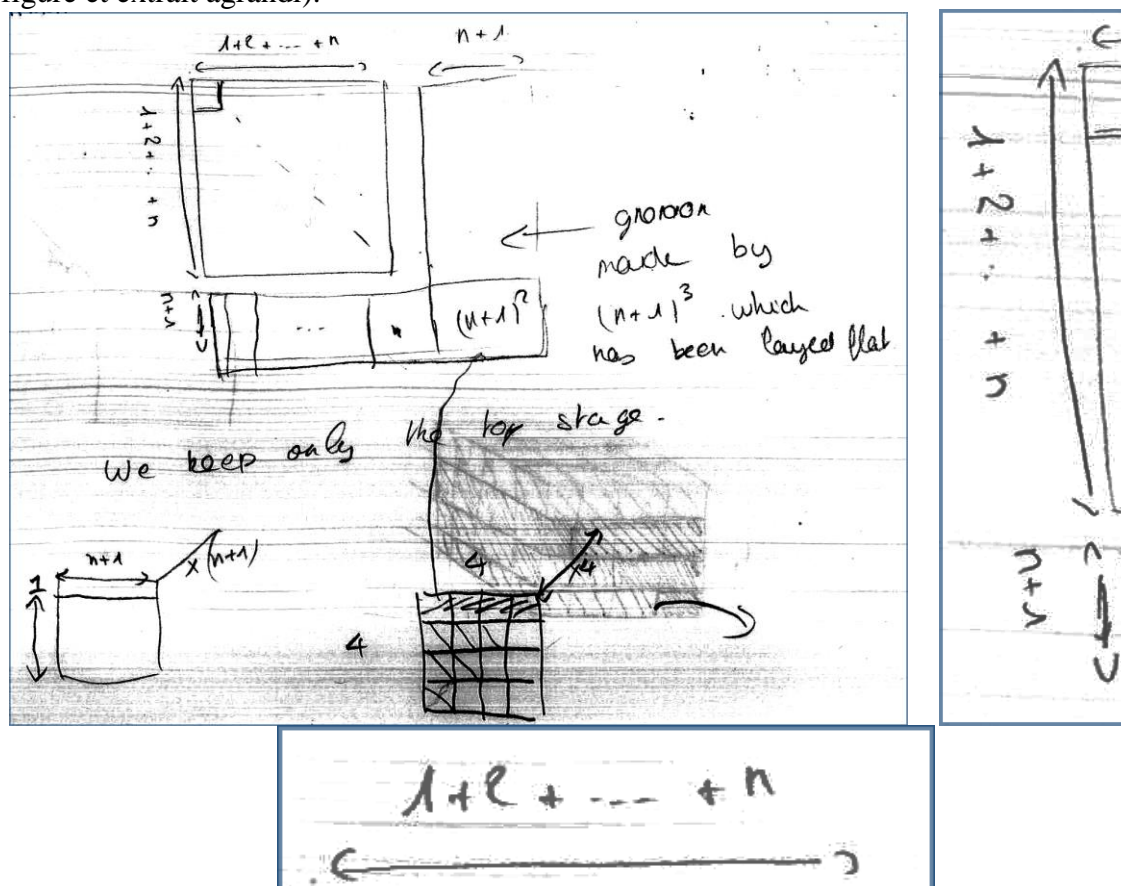 figure et extrait agrandi).
1+2+....+n
n+1
1+2+..+n
n+1
gnomon
made by
(n+1)³ which
has been layed flat
...
n
(n+1)²
We keep only the top stage.
n+1
×(n+1)
1
4
×4
4
1+2+..+n
n+1
1+2+....+n